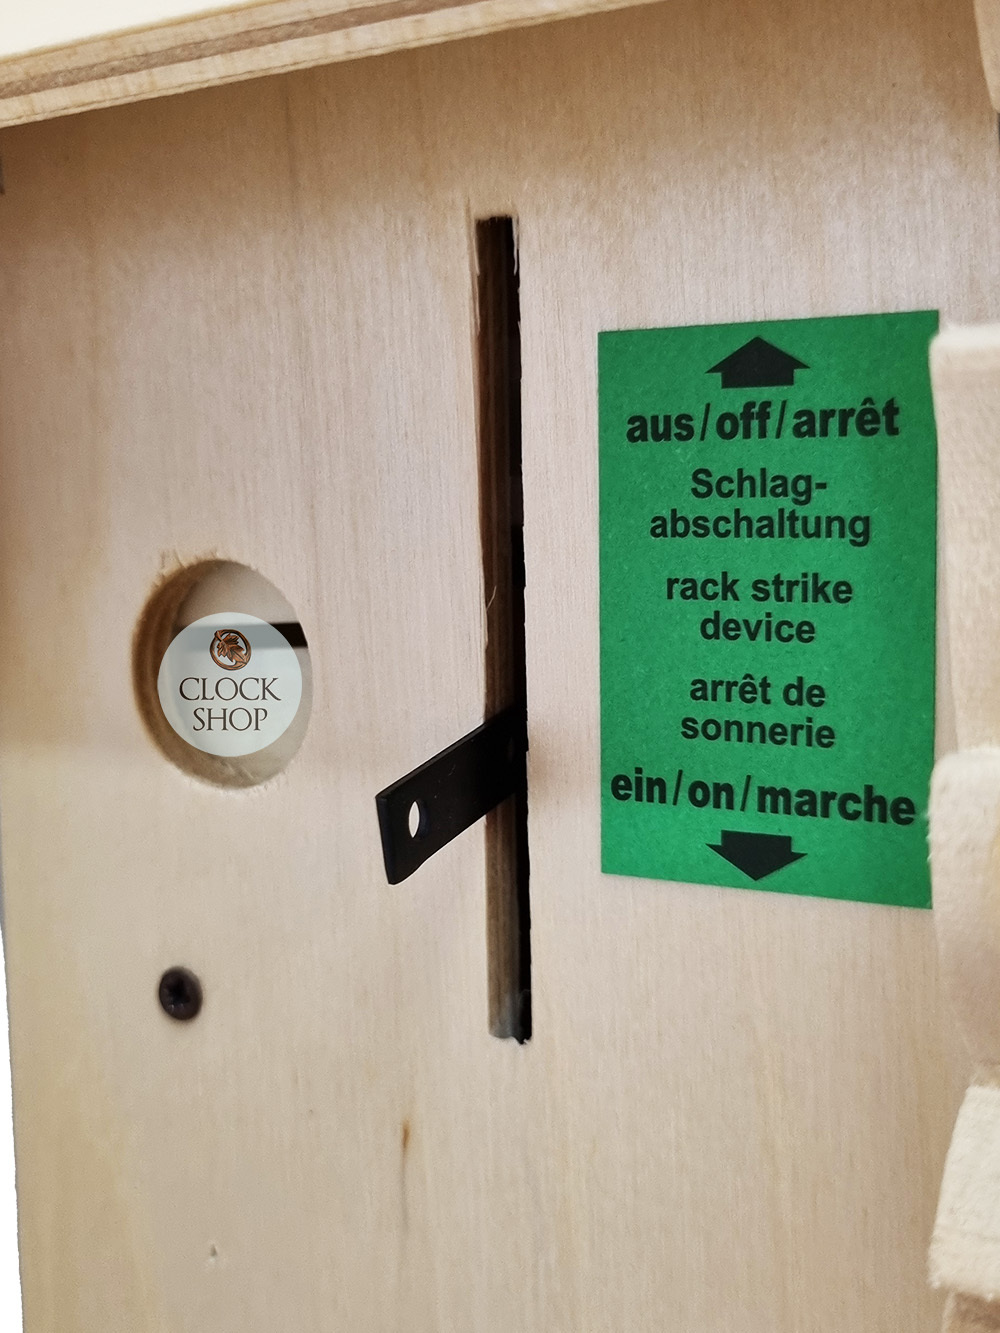 CLOCK
SHOP
aus/off/arrêt
Schlag-
abschaltung
rack strike
device
arrêt de
sonnerie
ein/on/marche